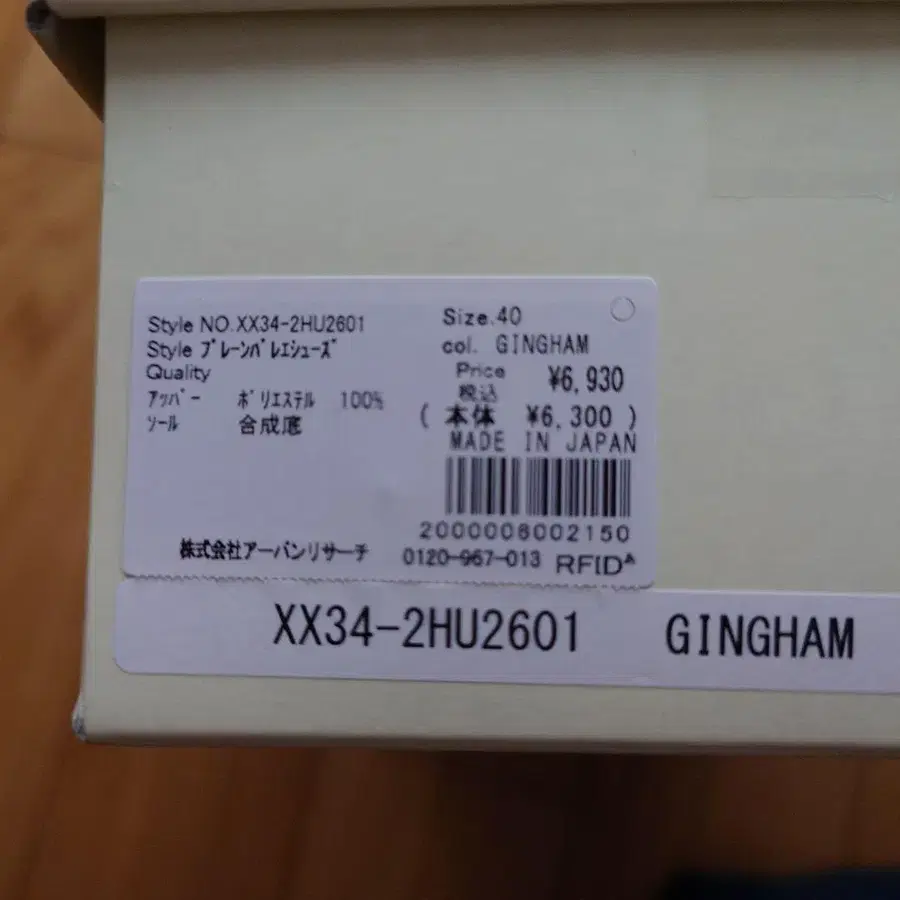 Style NO.XX34-2HU2601
Style ﾌﾟﾚｰﾝﾊﾞﾚｴｼｭｰｽﾞ
Quality
ｱｯﾊﾟｰ ﾎﾟﾘｴｽﾃﾙ 100%
ｿｰﾙ 合成底
Size.40
col. GINGHAM
Price ¥6,930
税込
( 本体 ¥6,300 )
MADE IN JAPAN
2000006002150
株式会社アーバンリサーチ 0120-967-013 RFIDA
XX34-2HU2601 GINGHAM